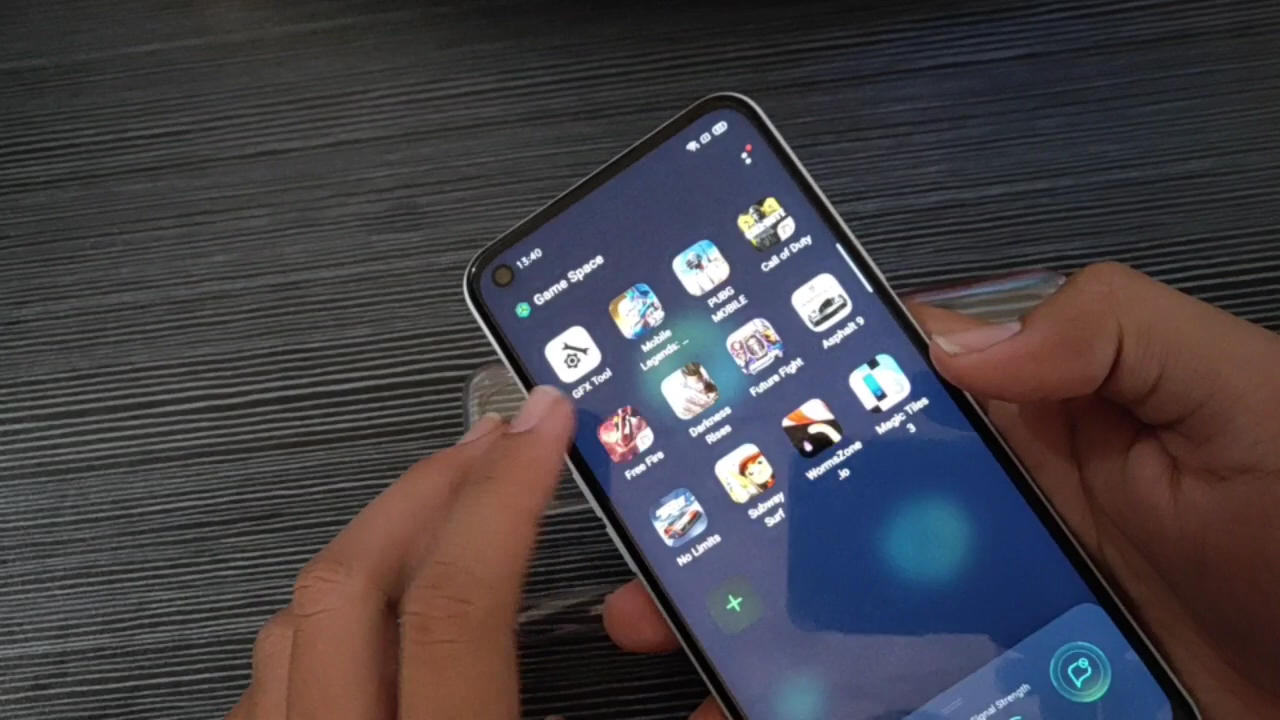 13:40
Game Space
GFX Tool
Mobile
Legends: ...
PUBG
MOBILE
Call of Duty
Free Fire
Darkness
Rises
Future Fight
Asphalt 9
No Limits
Subway
Surf
WormsZone
.io
Magic Tiles
3
Signal Strength